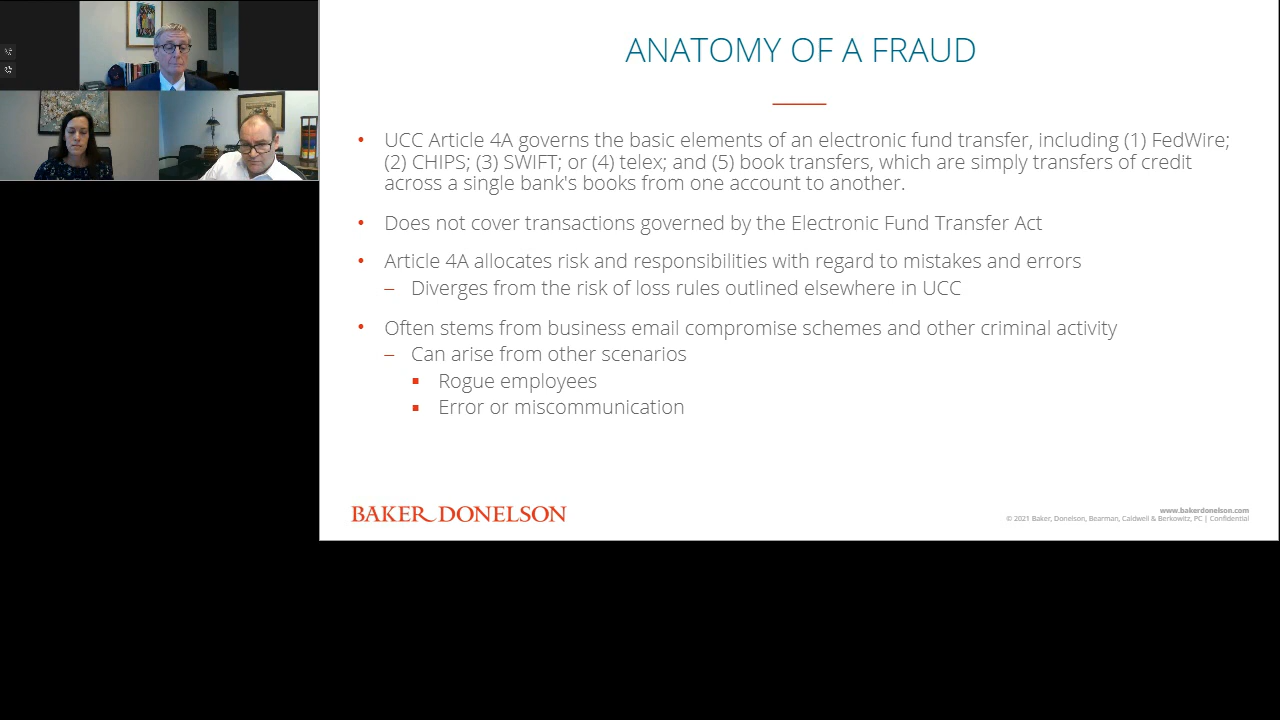 ANATOMY OF A FRAUD
• UCC Article 4A governs the basic elements of an electronic fund transfer, including (1) FedWire;
(2) CHIPS; (3) SWIFT; or (4) telex; and (5) book transfers, which are simply transfers of credit
across a single bank's books from one account to another.
• Does not cover transactions governed by the Electronic Fund Transfer Act
• Article 4A allocates risk and responsibilities with regard to mistakes and errors
– Diverges from the risk of loss rules outlined elsewhere in UCC
• Often stems from business email compromise schemes and other criminal activity
– Can arise from other scenarios
▪ Rogue employees
▪ Error or miscommunication
BAKER DONELSON
www.bakerdonelson.com
© 2021 Baker, Donelson, Bearman, Caldwell & Berkowitz, PC | Confidential